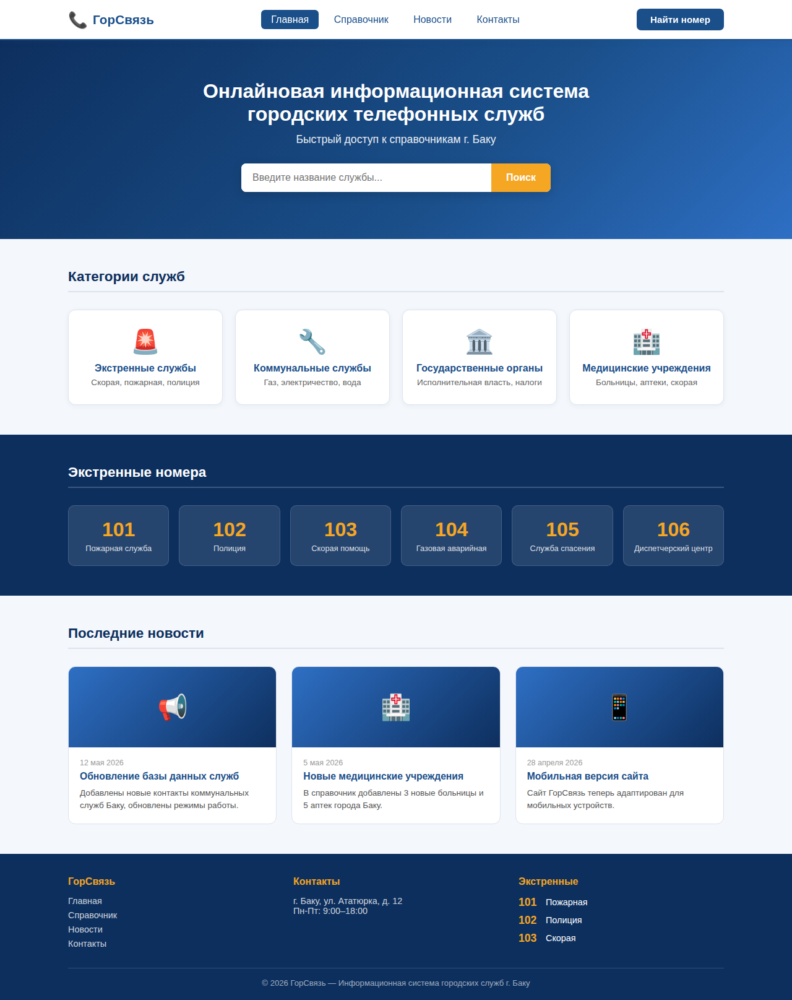 ГорСвязь
Главная
Справочник
Новости
Контакты
Найти номер
Онлайновая информационная система
городских телефонных служб
Быстрый доступ к справочникам г. Баку
Введите название службы...
Поиск
Категории служб
Экстренные службы
Скорая, пожарная, полиция
Коммунальные службы
Газ, электричество, вода
Государственные органы
Исполнительная власть, налоги
Медицинские учреждения
Больницы, аптеки, скорая
Экстренные номера
101
Пожарная служба
102
Полиция
103
Скорая помощь
104
Газовая аварийная
105
Служба спасения
106
Диспетчерский центр
Последние новости
12 мая 2026
Обновление базы данных служб
Добавлены новые контакты коммунальных
служб Баку, обновлены режимы работы.
5 мая 2026
Новые медицинские учреждения
В справочник добавлены 3 новые больницы и
5 аптек города Баку.
28 апреля 2026
Мобильная версия сайта
Сайт ГорСвязь теперь адаптирован для
мобильных устройств.
ГорСвязь
Главная
Справочник
Новости
Контакты
Контакты
г. Баку, ул. Ататюрка, д. 12
Пн-Пт: 9:00–18:00
Экстренные
101 Пожарная
102 Полиция
103 Скорая
© 2026 ГорСвязь — Информационная система городских служб г. Баку